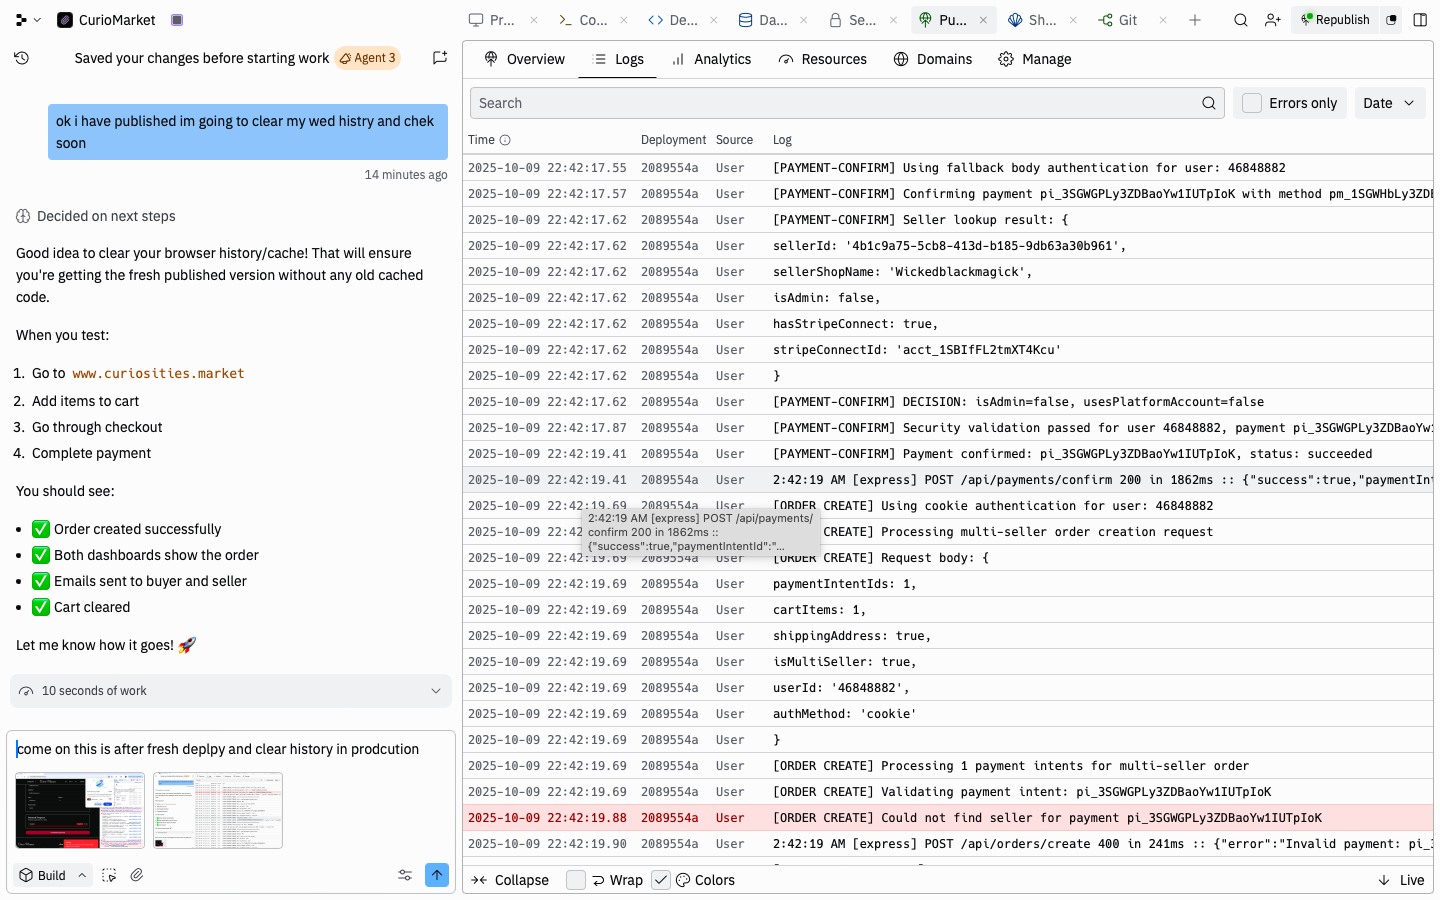 CurioMarket
Pr...
Co...
De...
Da...
Se...
Pu...
Sh...
Git
Republish
Saved your changes before starting work
Agent 3
ok i have published im going to clear my wed histry and chek
soon
14 minutes ago
Decided on next steps
Good idea to clear your browser history/cache! That will ensure
you're getting the fresh published version without any old cached
code.
When you test:
1. Go to www.curiosities.market
2. Add items to cart
3. Go through checkout
4. Complete payment
You should see:
• ✅ Order created successfully
• ✅ Both dashboards show the order
• ✅ Emails sent to buyer and seller
• ✅ Cart cleared
Let me know how it goes! 🚀
10 seconds of work
come on this is after fresh deplpy and clear history in prodcution
Build
Overview
Logs
Analytics
Resources
Domains
Manage
Search
Errors only
Date
Time Deployment Source Log
2025-10-09 22:42:17.55 2089554a User [PAYMENT-CONFIRM] Using fallback body authentication for user: 46848882
2025-10-09 22:42:17.57 2089554a User [PAYMENT-CONFIRM] Confirming payment pi_3SGWGPLy3ZDBaoYw1IUTpIoK with method pm_1SGWHbLy3ZDB
2025-10-09 22:42:17.62 2089554a User [PAYMENT-CONFIRM] Seller lookup result: {
2025-10-09 22:42:17.62 2089554a User sellerId: '4b1c9a75-5cb8-413d-b185-9db63a30b961',
2025-10-09 22:42:17.62 2089554a User sellerShopName: 'Wickedblackmagick',
2025-10-09 22:42:17.62 2089554a User isAdmin: false,
2025-10-09 22:42:17.62 2089554a User hasStripeConnect: true,
2025-10-09 22:42:17.62 2089554a User stripeConnectId: 'acct_1SBIfFL2tmXT4Kcu'
2025-10-09 22:42:17.62 2089554a User }
2025-10-09 22:42:17.62 2089554a User [PAYMENT-CONFIRM] DECISION: isAdmin=false, usesPlatformAccount=false
2025-10-09 22:42:17.87 2089554a User [PAYMENT-CONFIRM] Security validation passed for user 46848882, payment pi_3SGWGPLy3ZDBaoYw1
2025-10-09 22:42:19.41 2089554a User [PAYMENT-CONFIRM] Payment confirmed: pi_3SGWGPLy3ZDBaoYw1IUTpIoK, status: succeeded
2025-10-09 22:42:19.41 2089554a User 2:42:19 AM [express] POST /api/payments/confirm 200 in 1862ms :: {"success":true,"paymentInt
2025-10-09 22:42:19.69 2089554a User [ORDER CREATE] Using cookie authentication for user: 46848882
2:42:19 AM [express] POST /api/payments/
confirm 200 in 1862ms ::
{"success":true,"paymentIntentId":"...
2025-10-09 22:42 CREATE] Processing multi-seller order creation request
2025-10-09 22:42:19.69 2089554a User [ORDER CREATE] Request body: {
2025-10-09 22:42:19.69 2089554a User paymentIntentIds: 1,
2025-10-09 22:42:19.69 2089554a User cartItems: 1,
2025-10-09 22:42:19.69 2089554a User shippingAddress: true,
2025-10-09 22:42:19.69 2089554a User isMultiSeller: true,
2025-10-09 22:42:19.69 2089554a User userId: '46848882',
2025-10-09 22:42:19.69 2089554a User authMethod: 'cookie'
2025-10-09 22:42:19.69 2089554a User }
2025-10-09 22:42:19.69 2089554a User [ORDER CREATE] Processing 1 payment intents for multi-seller order
2025-10-09 22:42:19.69 2089554a User [ORDER CREATE] Validating payment intent: pi_3SGWGPLy3ZDBaoYw1IUTpIoK
2025-10-09 22:42:19.88 2089554a User [ORDER CREATE] Could not find seller for payment pi_3SGWGPLy3ZDBaoYw1IUTpIoK
2025-10-09 22:42:19.90 2089554a User 2:42:19 AM [express] POST /api/orders/create 400 in 241ms :: {"error":"Invalid payment: pi_3
Collapse
Wrap
Colors
Live